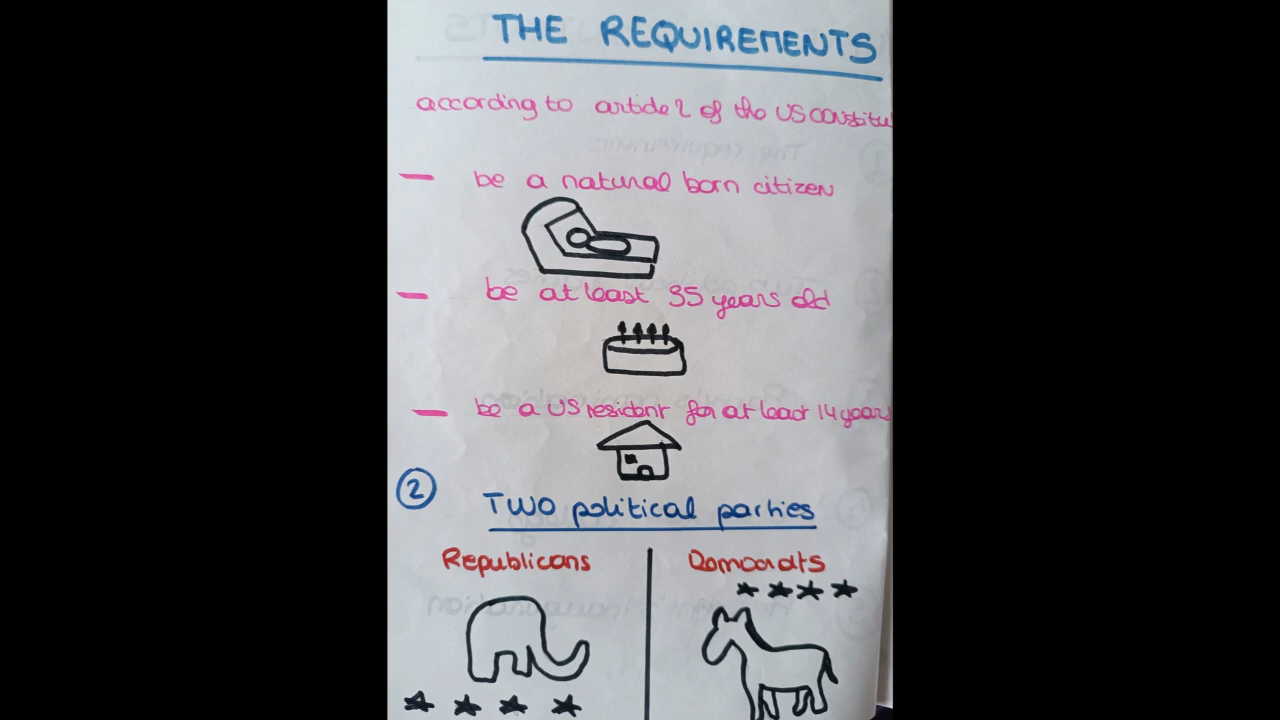 THE REQUIREMENTS
according to article 2 of the US constitu
— be a natural born citizen
— be at least 35 years old
— be a US resident for at least 14 years
2 TWO political parties
Republicans
Democrats